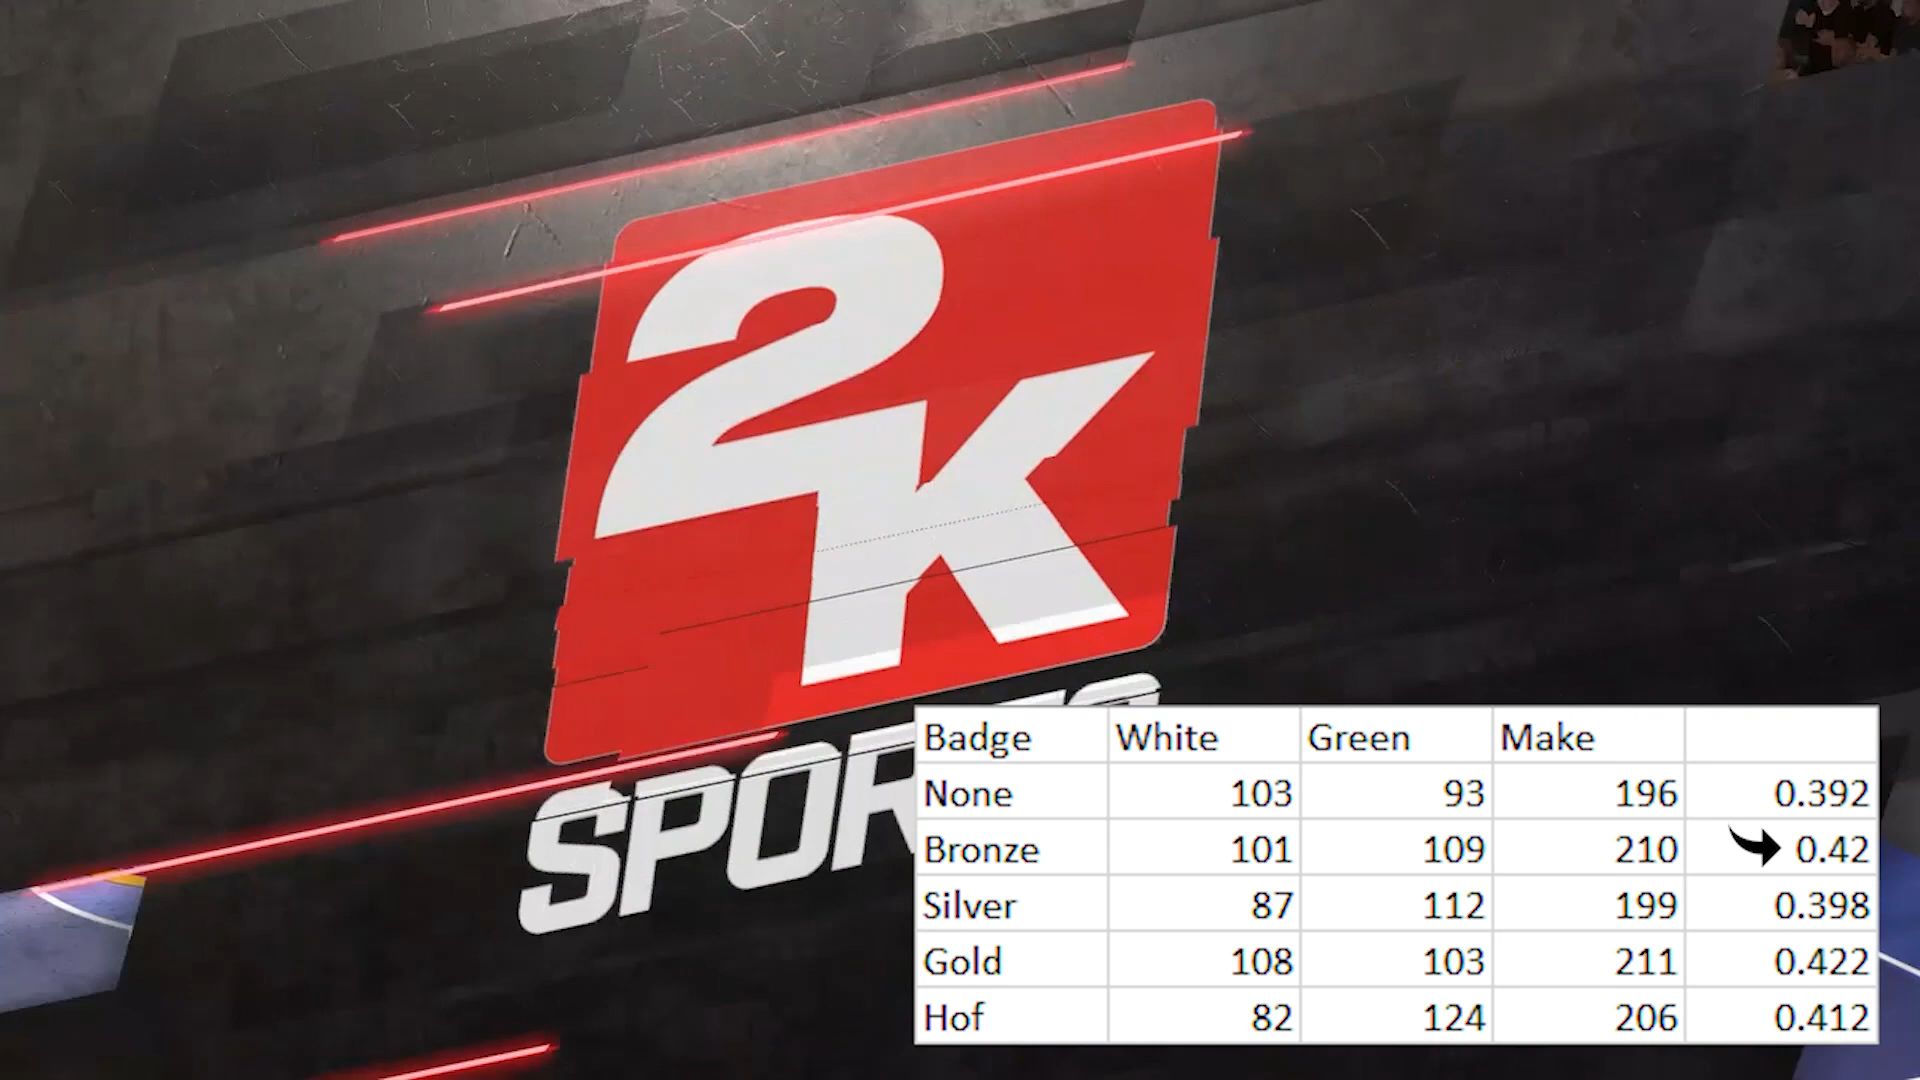 2K
SPORTS
Badge White Green Make
None 103 93 196 0.392
Bronze 101 109 210 0.42
Silver 87 112 199 0.398
Gold 108 103 211 0.422
Hof 82 124 206 0.412